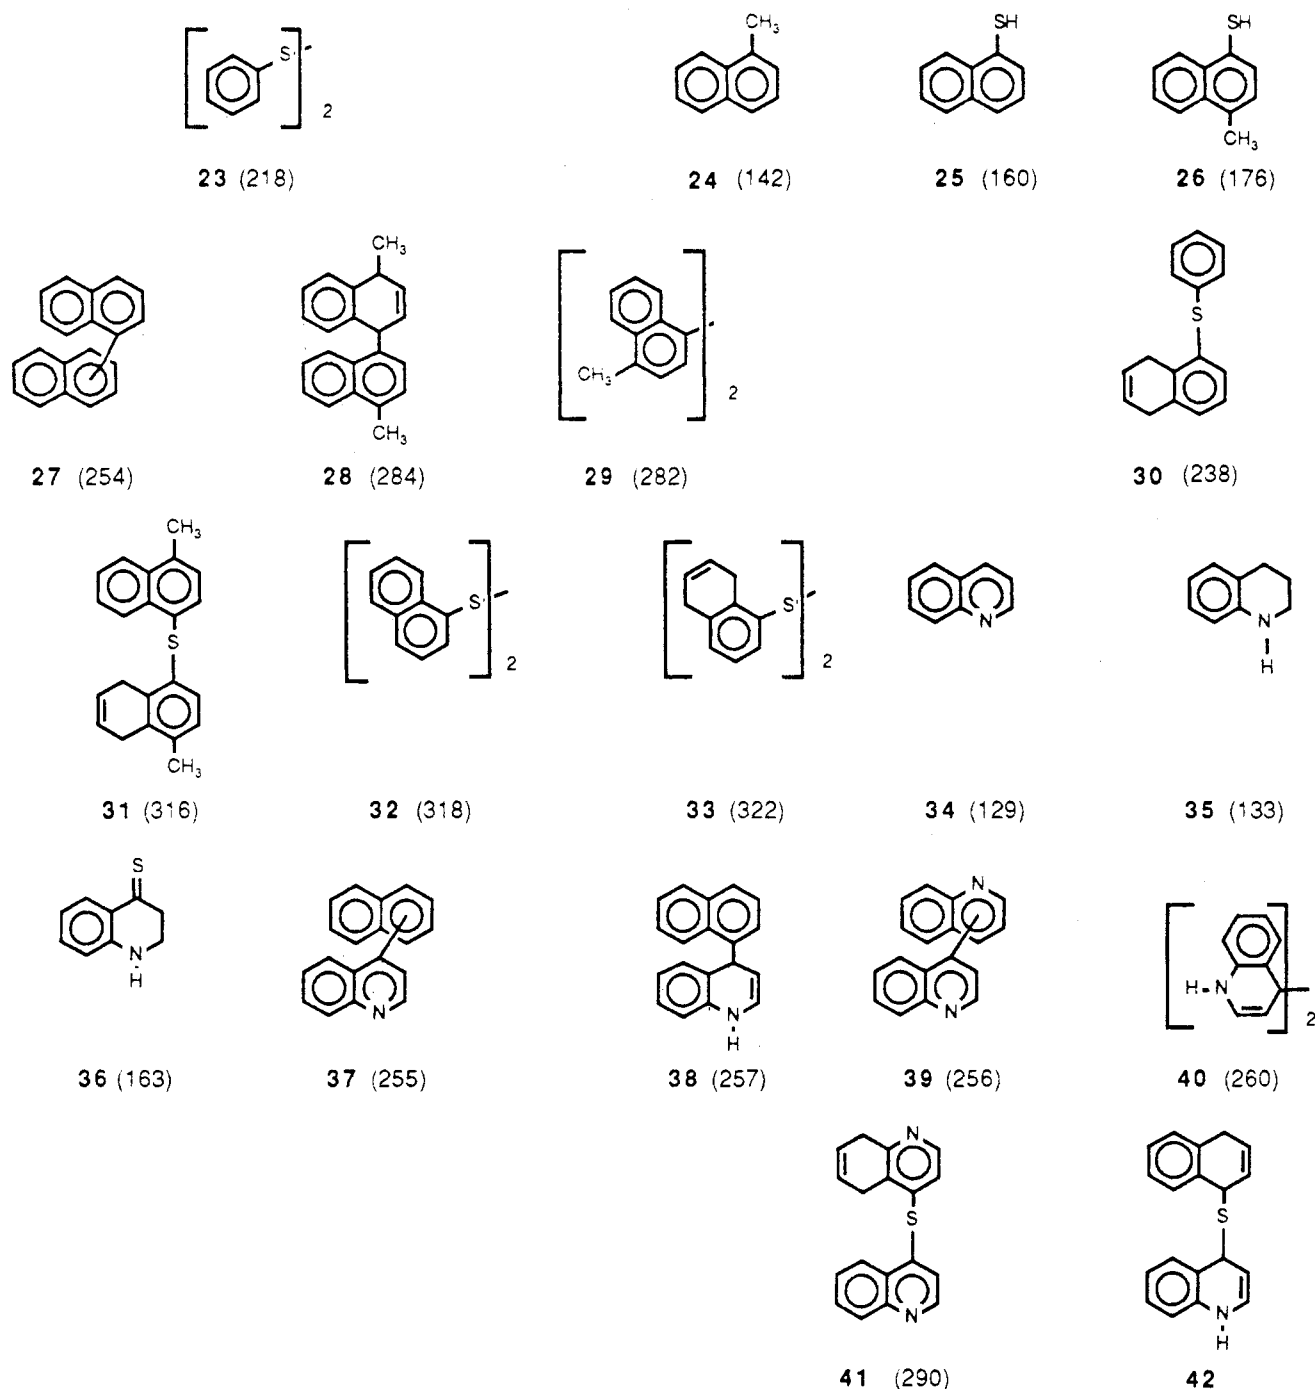 S
2
CH3
SH
SH
CH3
23 (218)
24 (142)
25 (160)
26 (176)
CH3
CH3
CH3
2
S
27 (254)
28 (284)
29 (282)
30 (238)
CH3
S
CH3
S
2
S
2
N
N
H
31 (316)
32 (318)
33 (322)
34 (129)
35 (133)
S
N
H
N
N
H
N
N
H-N
2
36 (163)
37 (255)
38 (257)
39 (256)
40 (260)
N
S
N
S
N
H
41 (290)
42